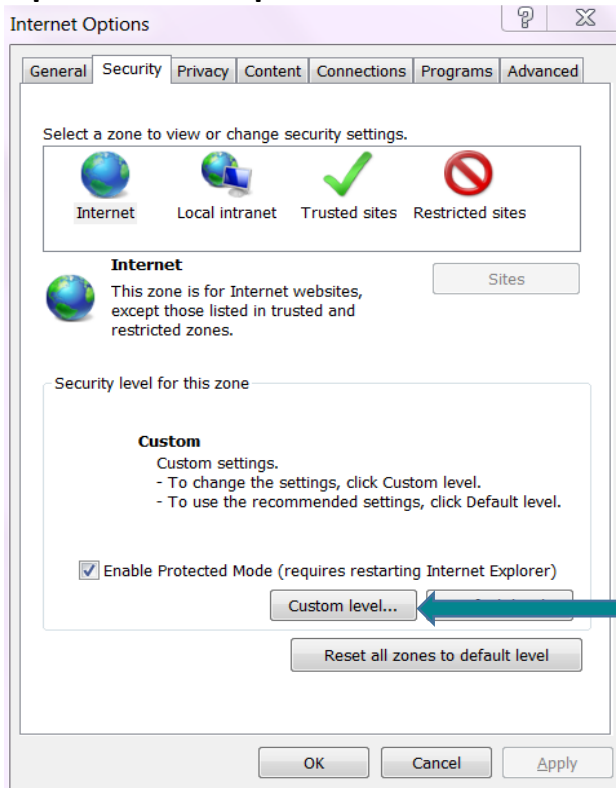 Internet Options
General Security Privacy Content Connections Programs Advanced
Select a zone to view or change security settings.
Internet Local intranet Trusted sites Restricted sites
Internet
Sites
This zone is for Internet websites,
except those listed in trusted and
restricted zones.
Security level for this zone
Custom
Custom settings.
- To change the settings, click Custom level.
- To use the recommended settings, click Default level.
Enable Protected Mode (requires restarting Internet Explorer)
Custom level...
Reset all zones to default level
OK Cancel Apply